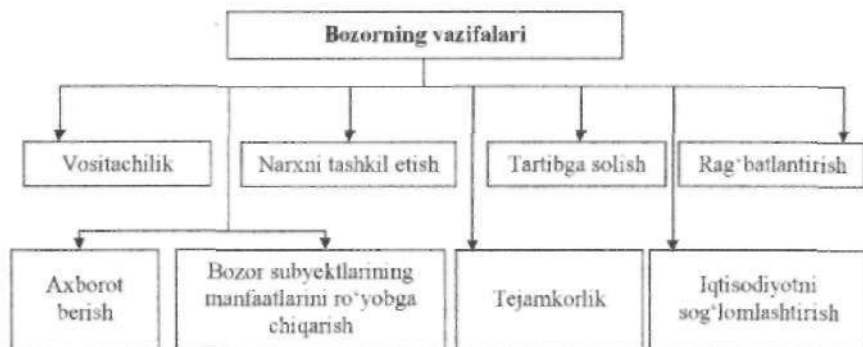 Bozorning vazifalari
Vositachilik
Narxni tashkil etish
Tartibga solish
Rag‘batlantirish
Axborot
berish
Bozor subyektlarining
manfaatlarini ro‘yobga
chiqarish
Tejamkorlik
Iqtisodiyotni
sog‘lomlashtirish